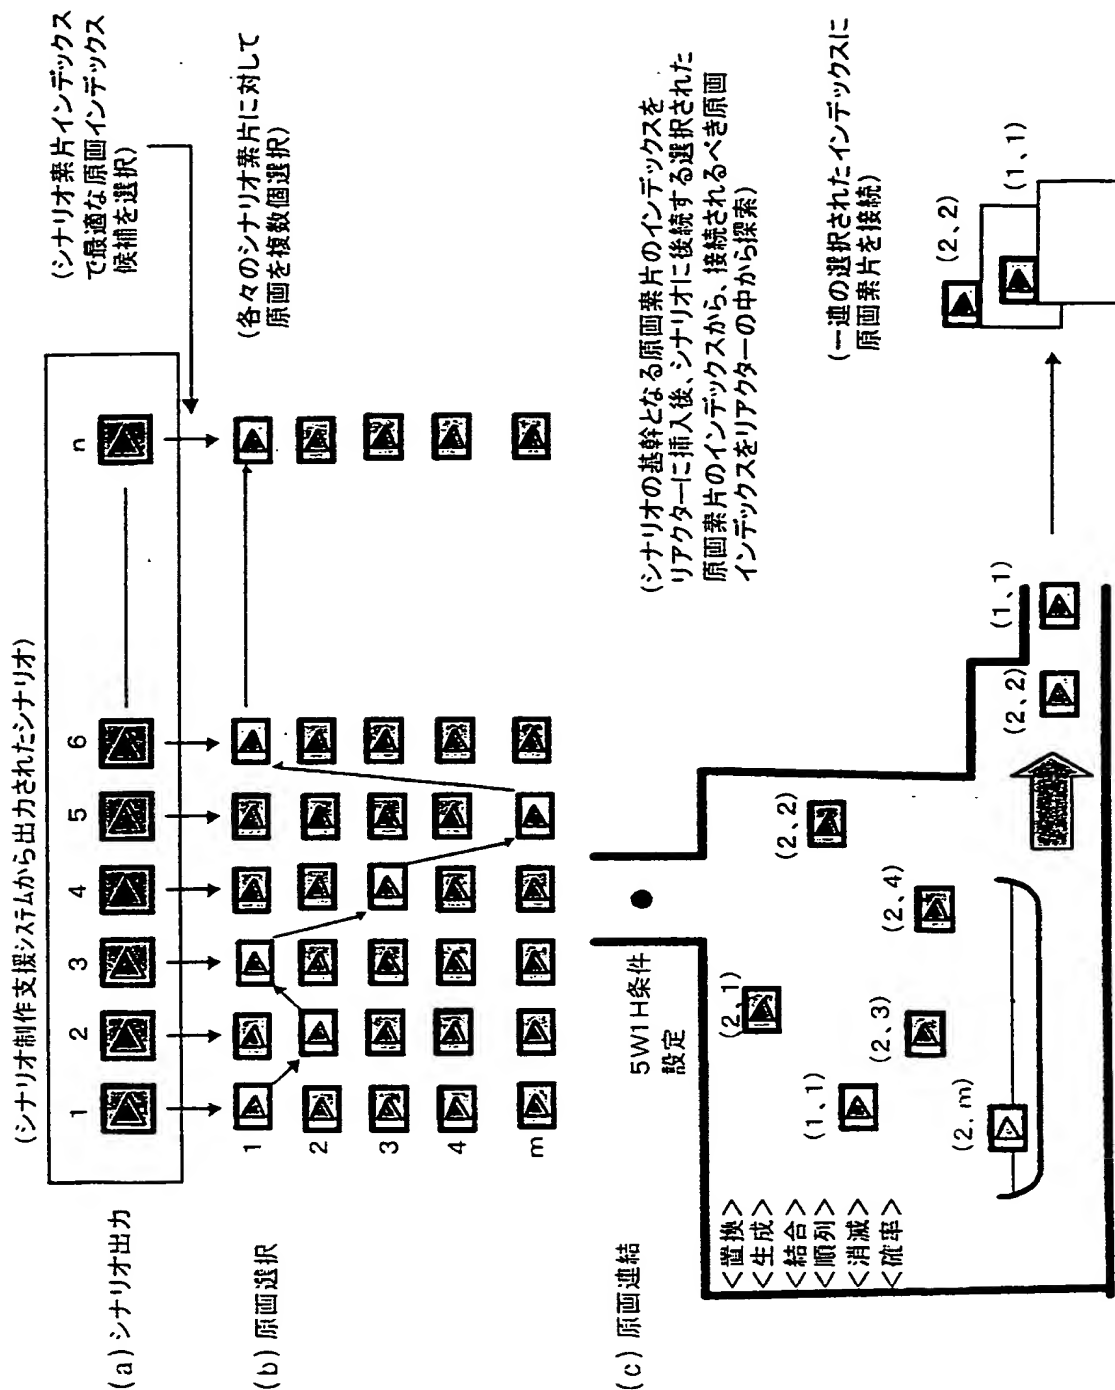 (シナリオ制作支援システムから出力されたシナリオ)
(a) シナリオ出力
1 2 3 4 5 6 n
(シナリオ素片インデックス
で最適な原画インデックス
候補を選択)
(b) 原画選択
1
2
3
4
m
(各々のシナリオ素片に対して
原画を複数個選択)
(c) 原画連結
5W1H条件
設定
<置換>
<生成>
<結合>
<順列>
<消滅>
<確率>
(1、1)
(2、1)
(2、2)
(2、3)
(2、4)
(2、m)
(2、2)
(1、1)
(シナリオの基幹となる原画素片のインデックスを
リアクターに挿入後、シナリオに後続する選択された
原画素片のインデックスから、接続されるべき原画
インデックスをリアクターの中から探索)
(一連の選択されたインデックスに
原画素片を接続)
(2、2)
(1、1)